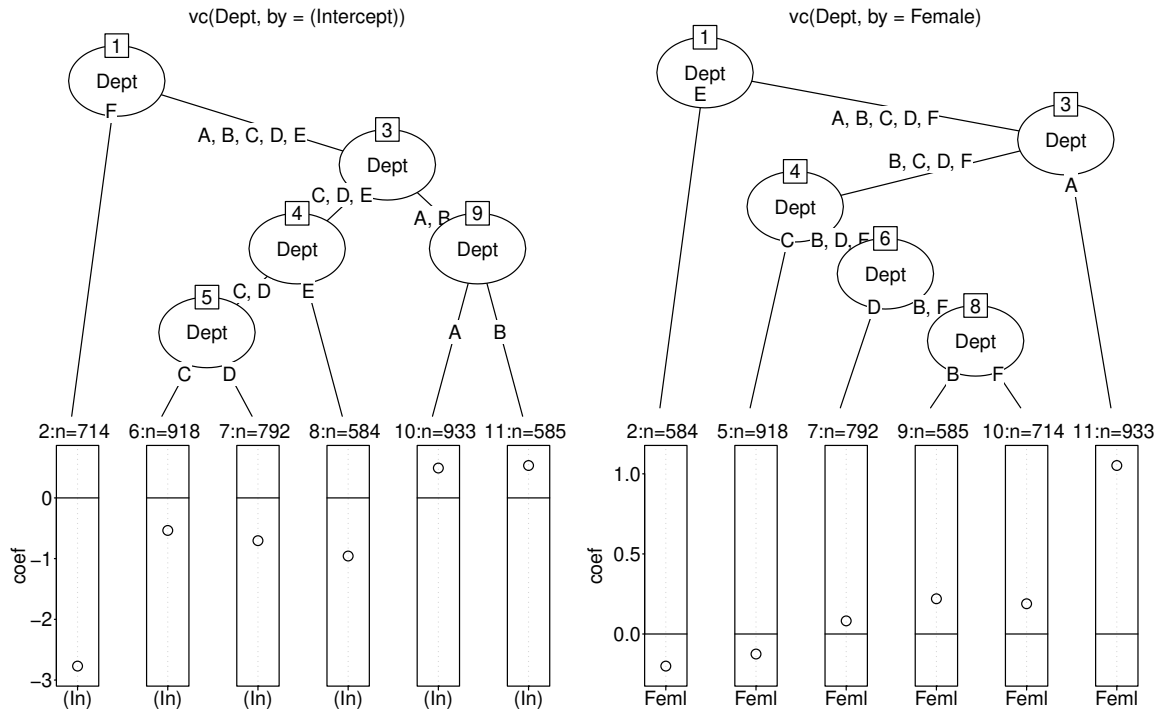 vc(Dept, by = (Intercept))
1
Dept
F
A, B, C, D, E
3
Dept
C, D, E
A, B
4
Dept
9
Dept
C, D
E
5
Dept
A
B
C
D
2:n=714 6:n=918 7:n=792 8:n=584 10:n=933 11:n=585
coef
0
−1
−2
−3
(In) (In) (In) (In) (In) (In)
vc(Dept, by = Female)
1
Dept
E
A, B, C, D, F
3
Dept
B, C, D, F
A
4
Dept
C
B, D, F
6
Dept
D
B, F
8
Dept
B
F
2:n=584 5:n=918 7:n=792 9:n=585 10:n=714 11:n=933
coef
1.0
0.5
0.0
Feml Feml Feml Feml Feml Feml